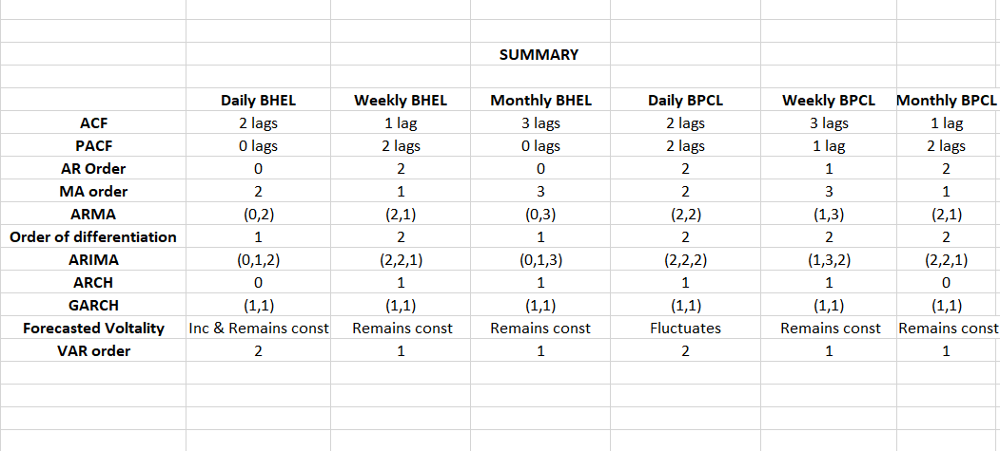 SUMMARY
Daily BHEL Weekly BHEL Monthly BHEL Daily BPCL Weekly BPCL Monthly BPCL
ACF 2 lags 1 lag 3 lags 2 lags 3 lags 1 lag
PACF 0 lags 2 lags 0 lags 2 lags 1 lag 2 lags
AR Order 0 2 0 2 1 2
MA order 2 1 3 2 3 1
ARMA (0,2) (2,1) (0,3) (2,2) (1,3) (2,1)
Order of differentiation 1 2 1 2 2 2
ARIMA (0,1,2) (2,2,1) (0,1,3) (2,2,2) (1,3,2) (2,2,1)
ARCH 0 1 1 1 1 0
GARCH (1,1) (1,1) (1,1) (1,1) (1,1) (1,1)
Forecasted Voltality Inc & Remains const Remains const Remains const Fluctuates Remains const Remains const
VAR order 2 1 1 2 1 1